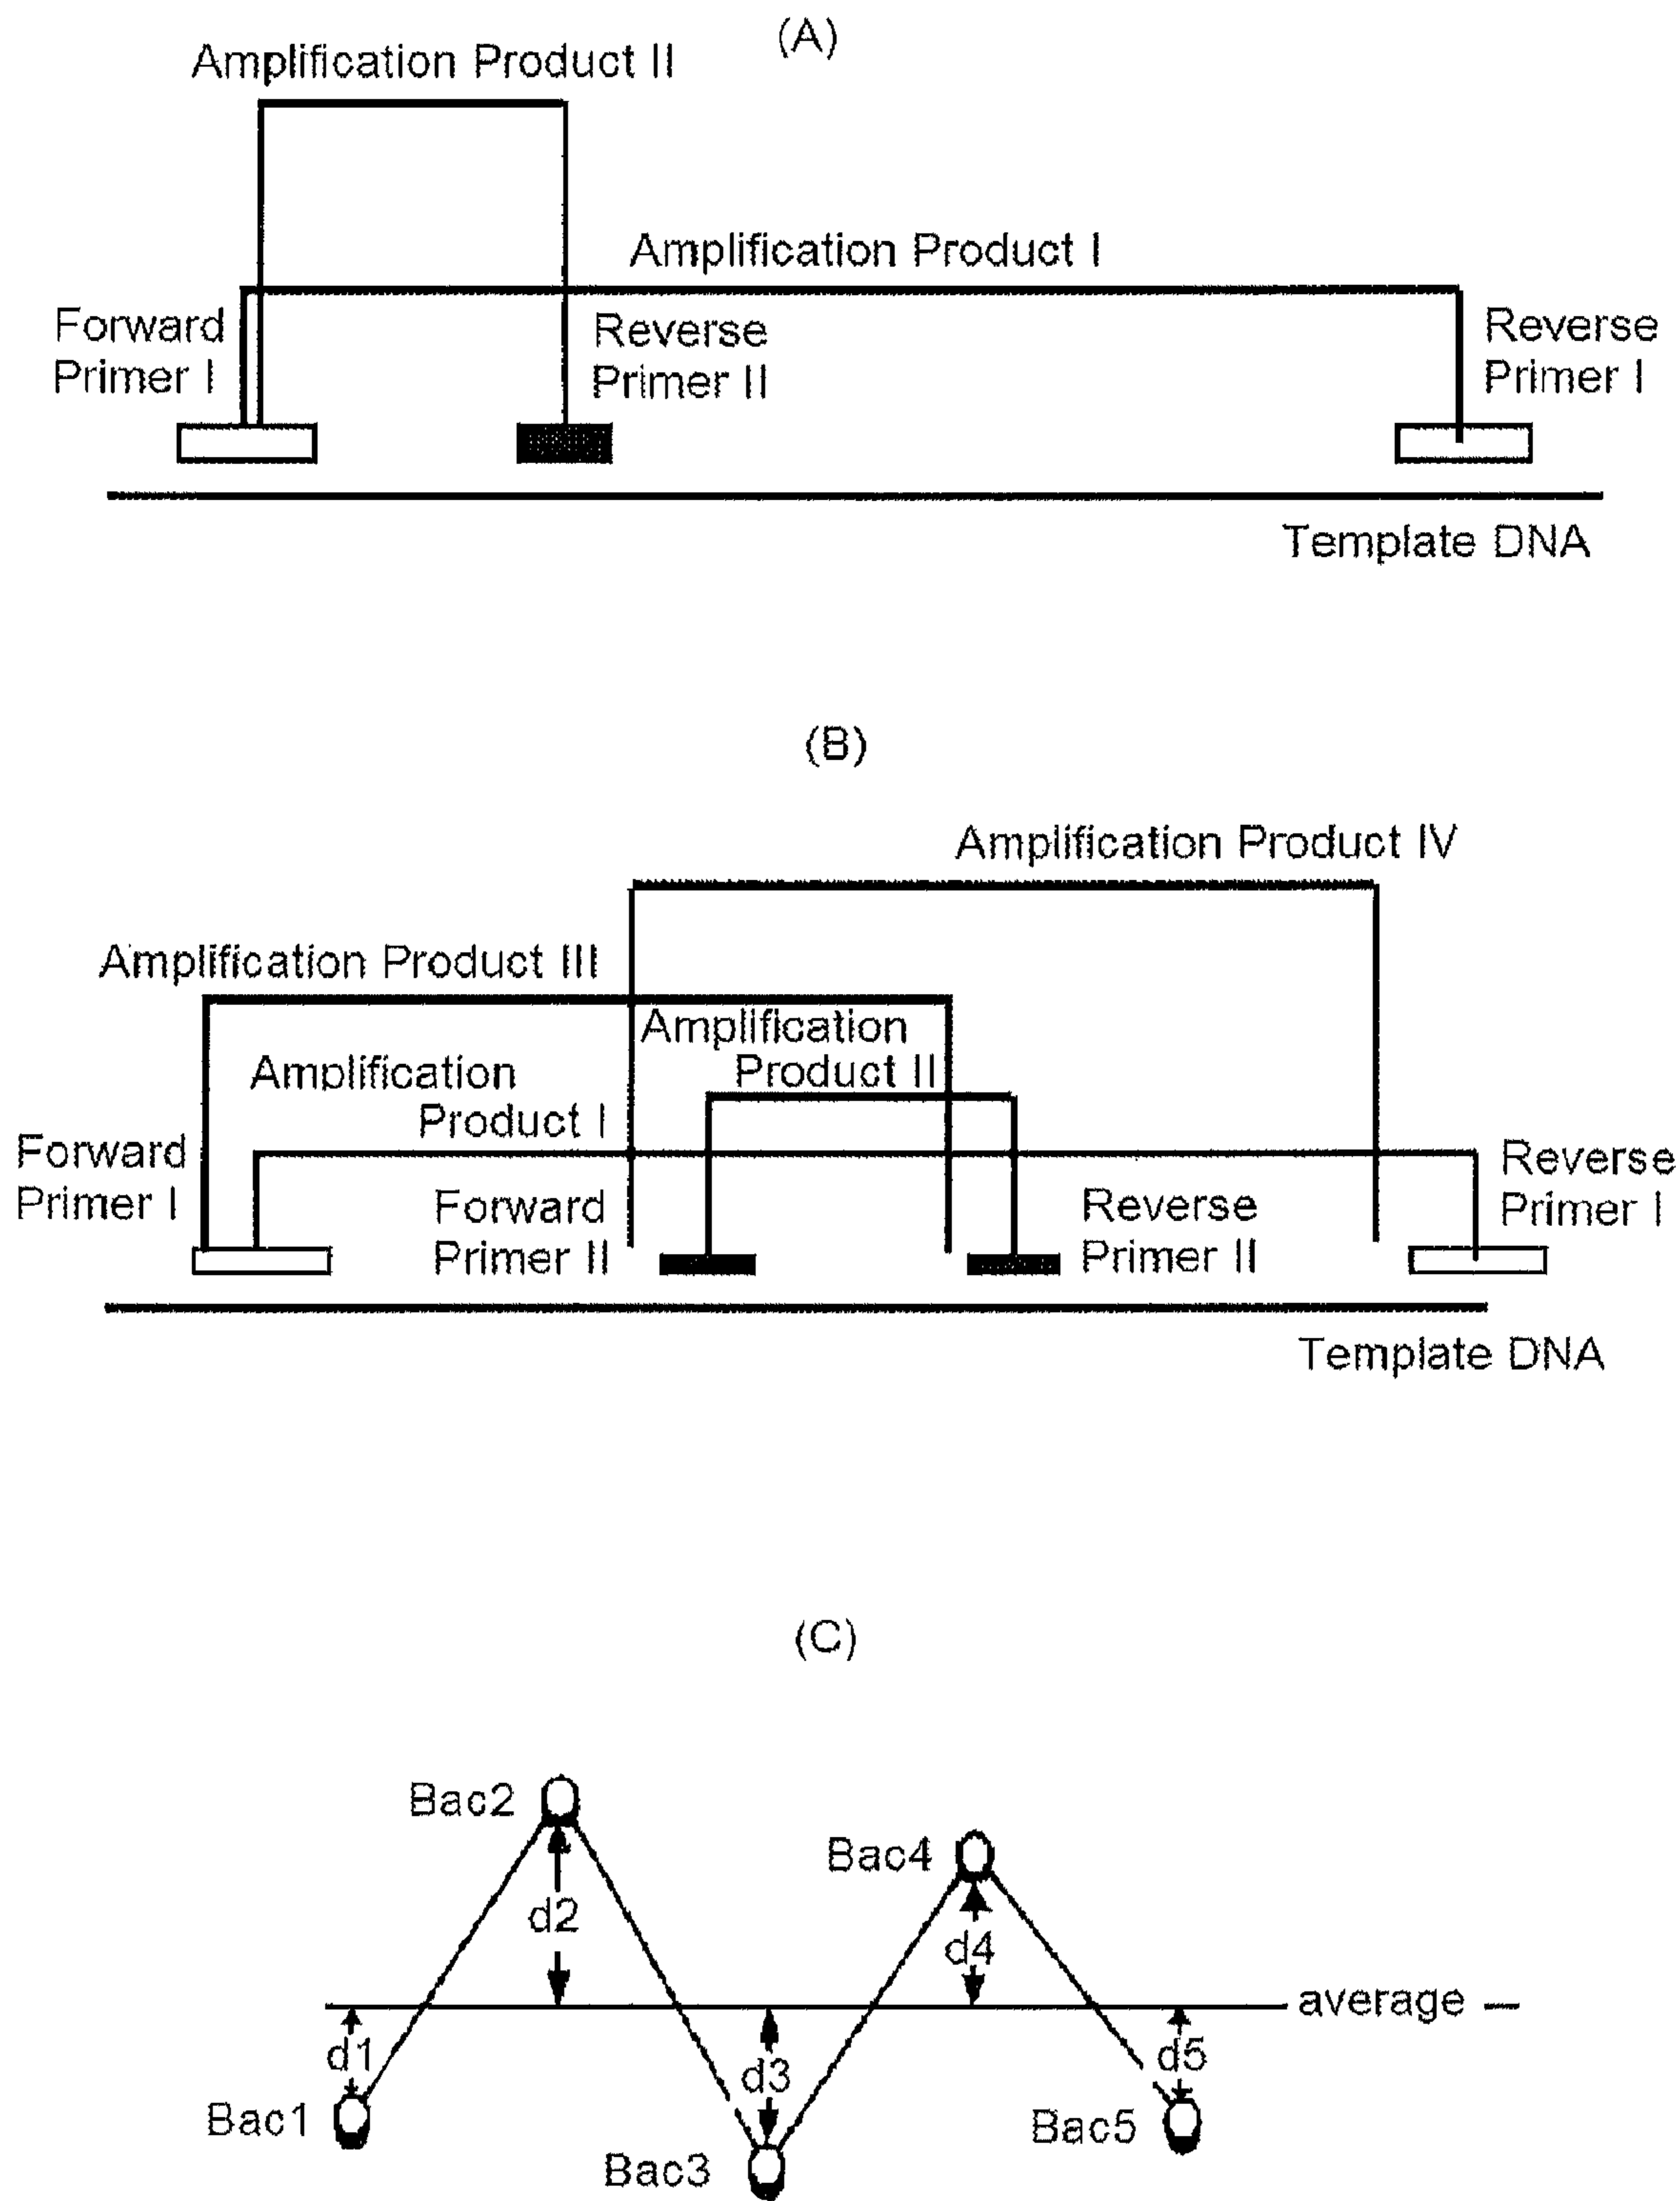 (A)
Amplification Product II
Amplification Product I
Forward
Primer I
Reverse
Primer II
Reverse
Primer I
Template DNA
(B)
Amplification Product IV
Amplification Product III
Amplification
Product II
Amplification
Product I
Forward
Primer I
Forward
Primer II
Reverse
Primer II
Reverse
Primer I
Template DNA
(C)
Bac2
Bac4
d2
d4
average
d1
d3
d5
Bac1
Bac5
Bac3